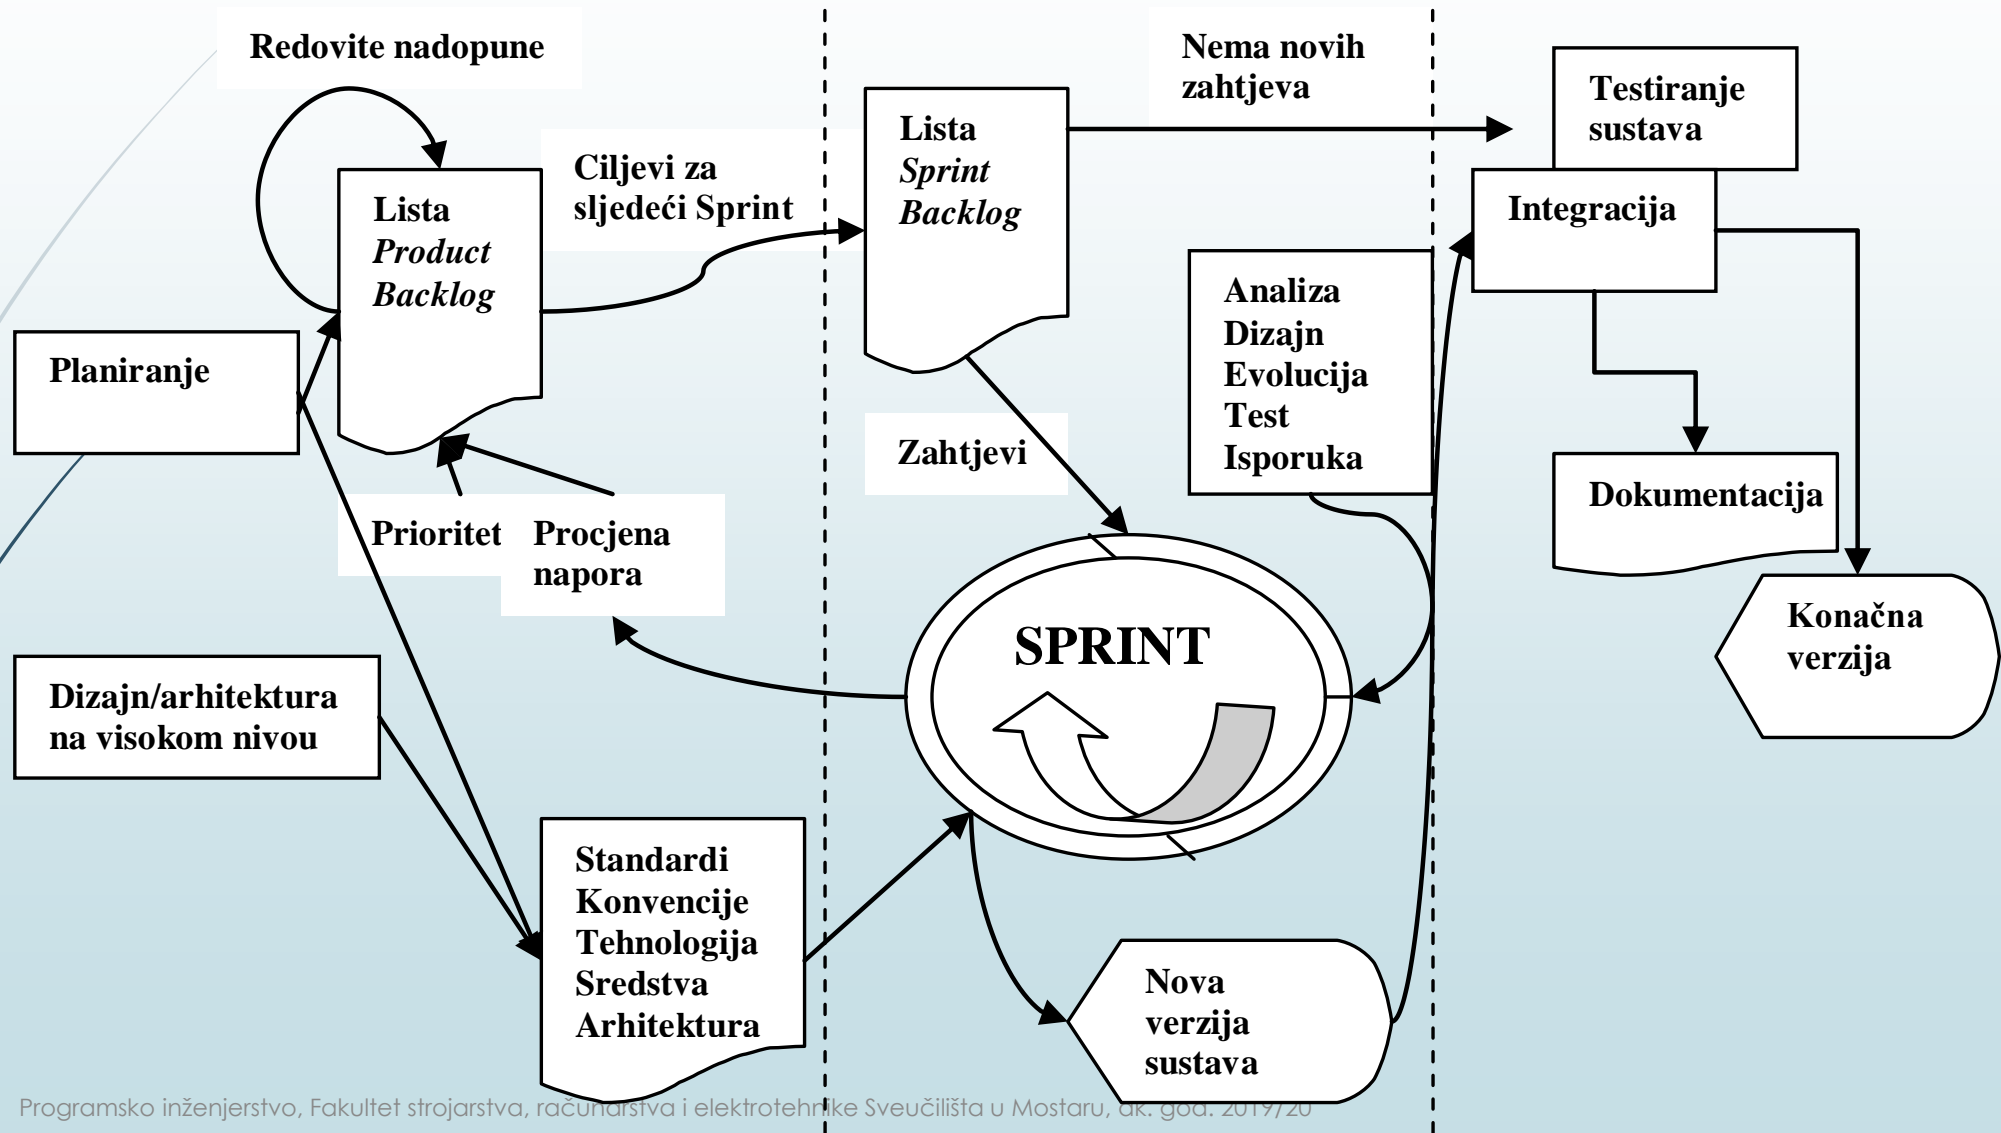 Redovite nadopune
Lista
Product
Backlog
Ciljevi za
sljedeći Sprint
Planiranje
Prioritet
Procjena
napora
Dizajn/arhitektura
na visokom nivou
Standardi
Konvencije
Tehnologija
Sredstva
Arhitektura
Lista
Sprint
Backlog
Nema novih
zahtjeva
Zahtjevi
Analiza
Dizajn
Evolucija
Test
Isporuka
SPRINT
Nova
verzija
sustava
Testiranje
sustava
Integracija
Dokumentacija
Konačna
verzija
Programsko inženjerstvo, Fakultet strojarstva, računarstva i elektrotehnike Sveučilišta u Mostaru, ak. god. 2019/20